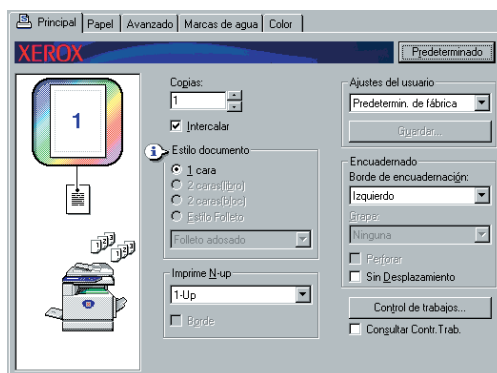 Principal Papel Avanzado Marcas de agua Color
XEROX
Predeterminado
1
123
Copias:
1
Intercalar
Estilo documento
1 cara
2 caras(libro)
2 caras(bloc)
Estilo Folleto
Folleto adosado
Imprime N-up
1-Up
Borde
Ajustes del usuario
Predetermin. de fábrica
Guardar...
Encuadernado
Borde de encuadernación:
Izquierdo
Grapa:
Ninguna
Perforar
Sin Desplazamiento
Control de trabajos...
Consultar Contr.Trab.